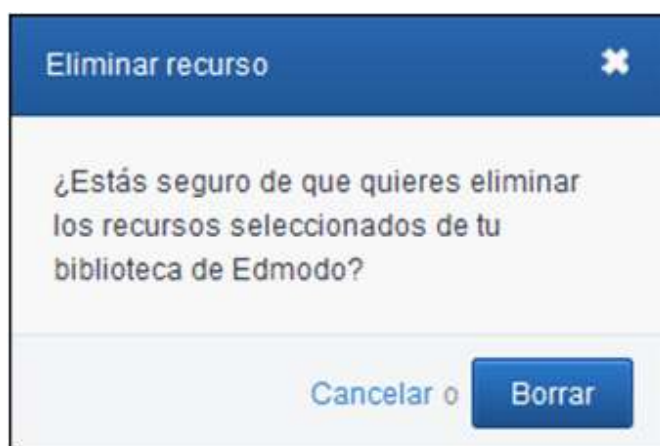 Eliminar recurso
¿Estás seguro de que quieres eliminar
los recursos seleccionados de tu
biblioteca de Edmodo?
Cancelar o Borrar